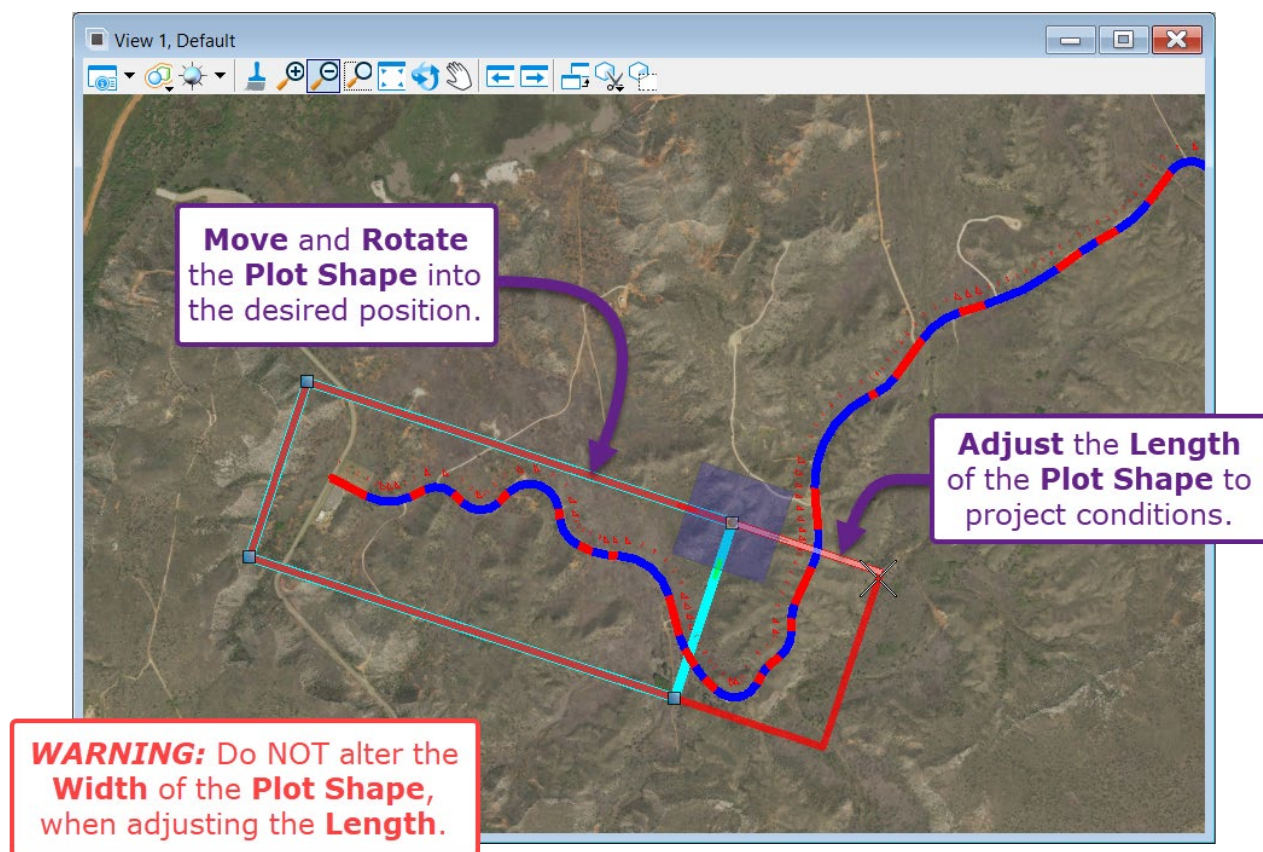 View 1, Default
Move and Rotate
the Plot Shape into
the desired position.
Adjust the Length
of the Plot Shape to
project conditions.
WARNING: Do NOT alter the
Width of the Plot Shape,
when adjusting the Length.